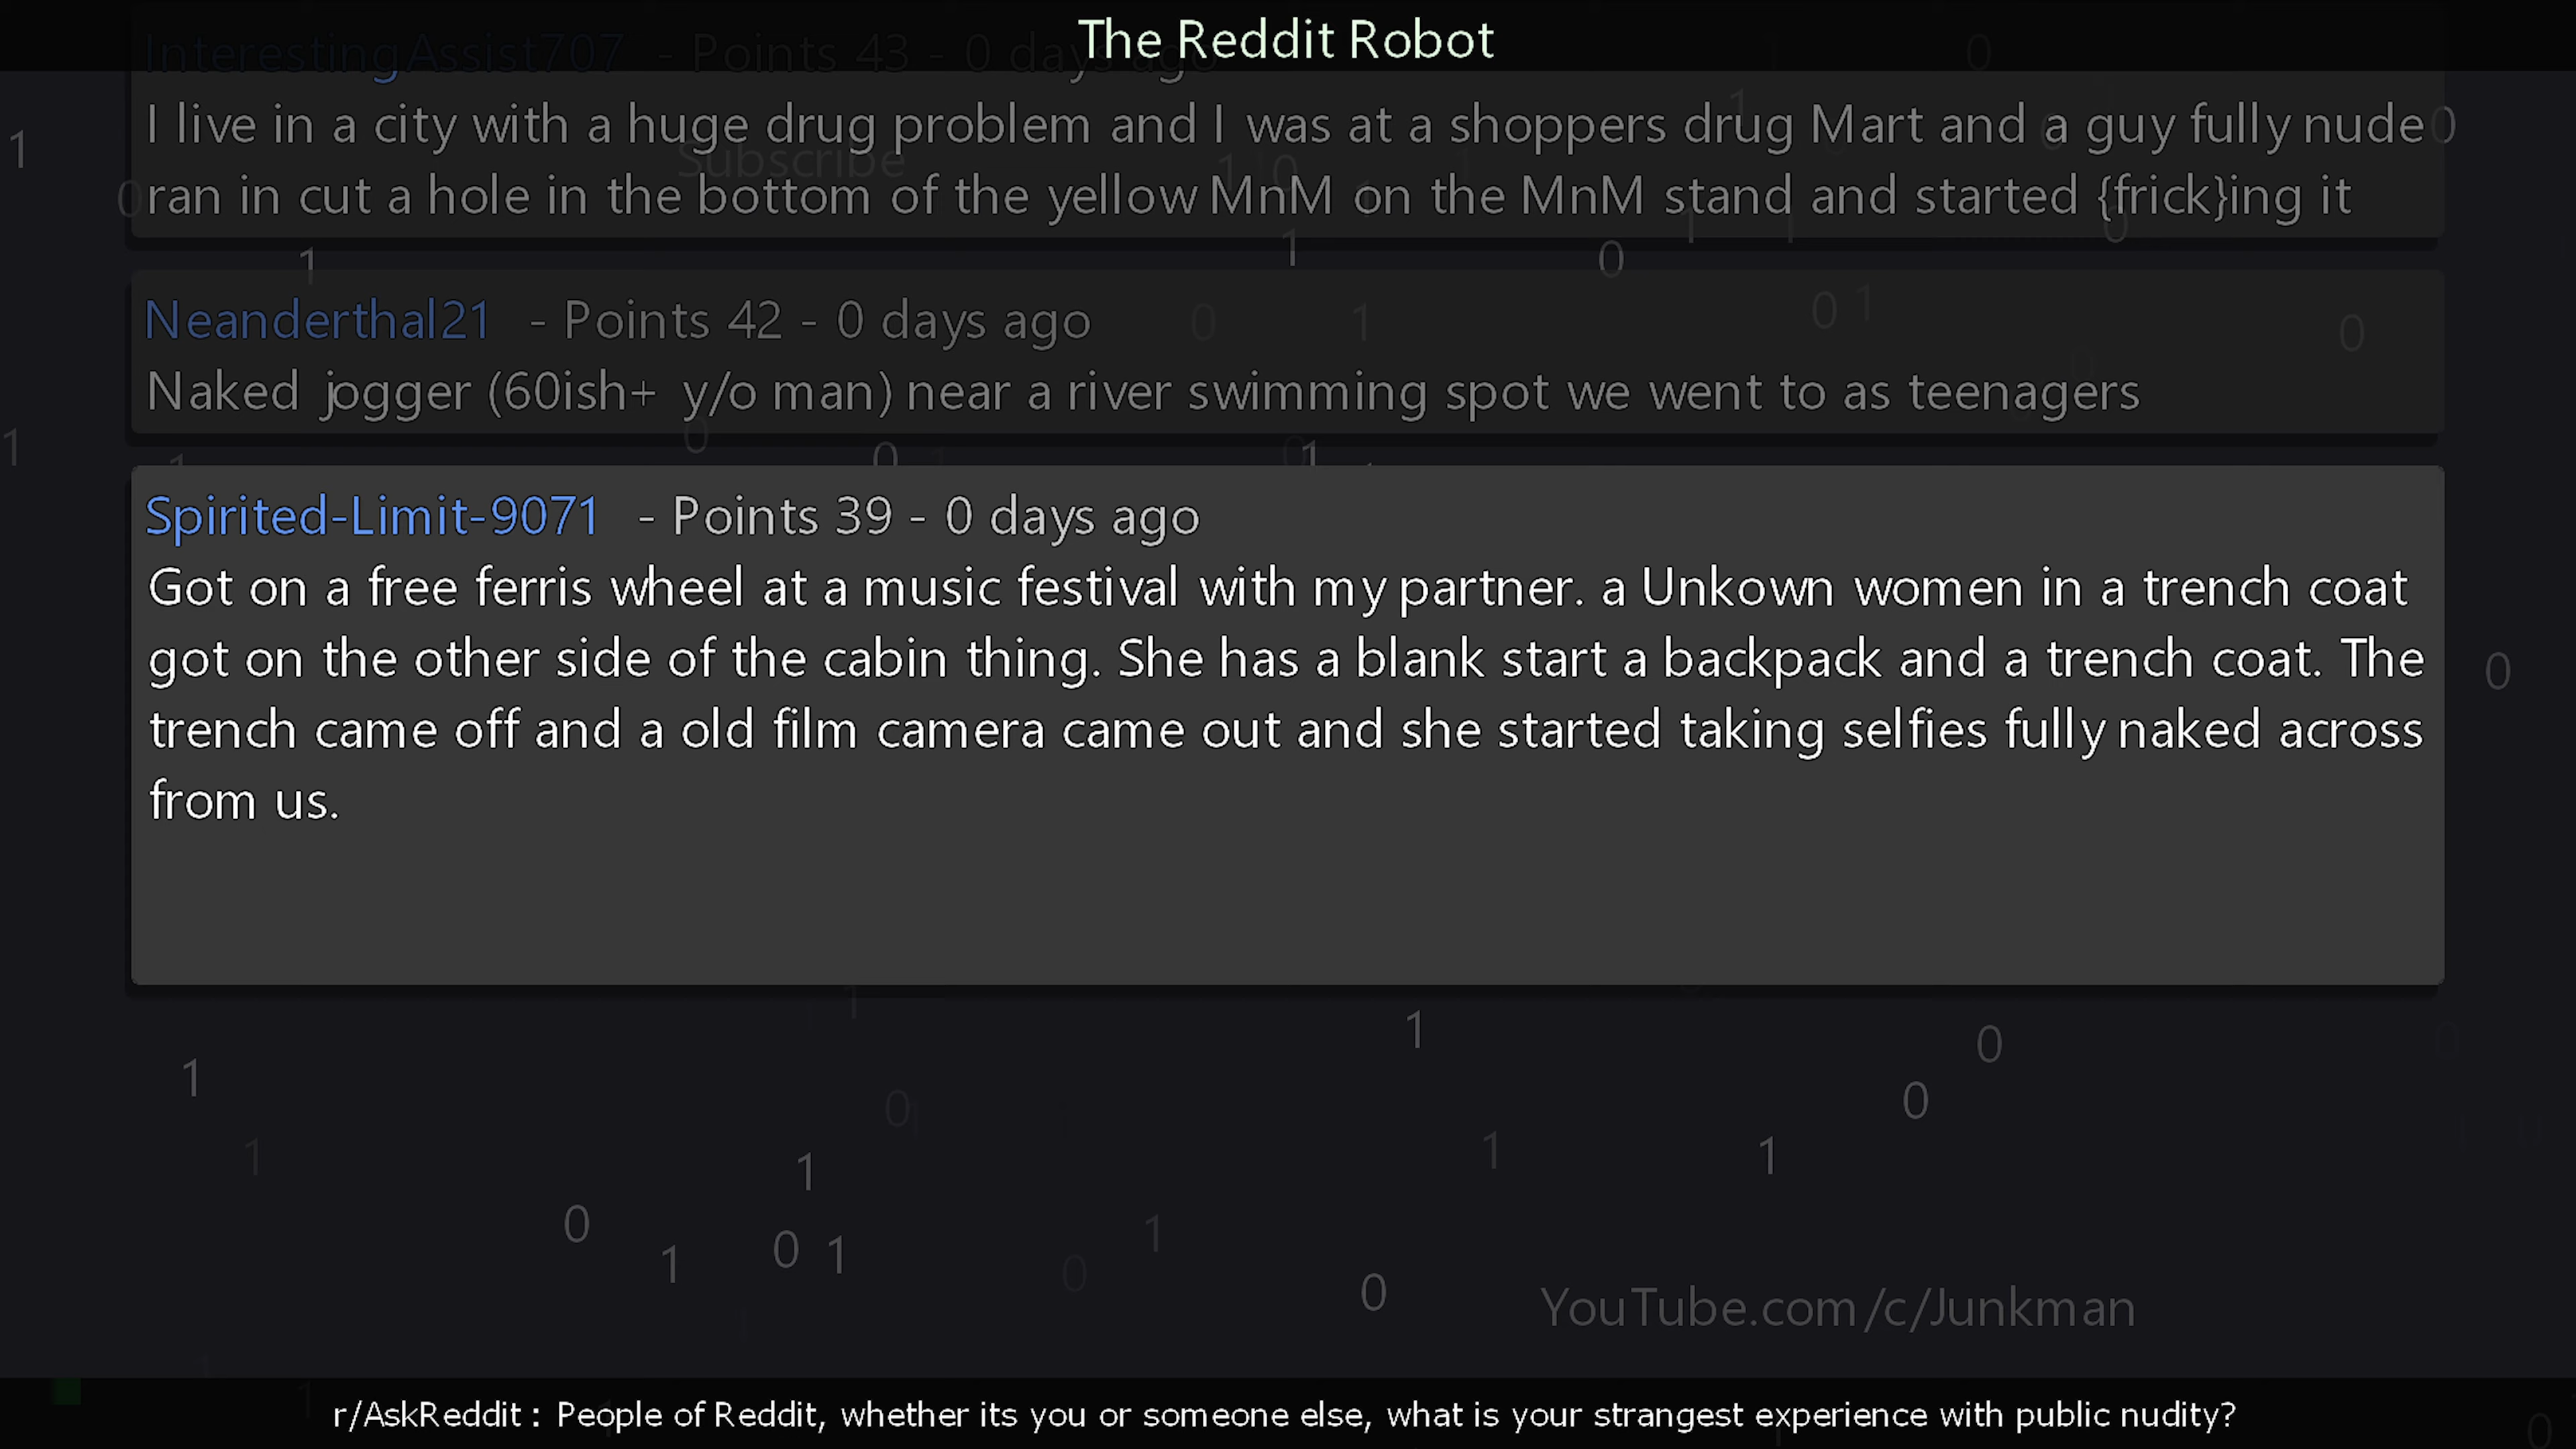 The Reddit Robot
InterestingAssist707 - Points 43 - 0 days ago
I live in a city with a huge drug problem and I was at a shoppers drug Mart and a guy fully nude
Subscribe
ran in cut a hole in the bottom of the yellow MnM on the MnM stand and started {frick}ing it
Neanderthal21 - Points 42 - 0 days ago
Naked jogger (60ish+ y/o man) near a river swimming spot we went to as teenagers
Spirited-Limit-9071 - Points 39 - 0 days ago
Got on a free ferris wheel at a music festival with my partner. a Unkown women in a trench coat
got on the other side of the cabin thing. She has a blank start a backpack and a trench coat. The
trench came off and a old film camera came out and she started taking selfies fully naked across
from us.
YouTube.com/c/Junkman
r/AskReddit : People of Reddit, whether its you or someone else, what is your strangest experience with public nudity?